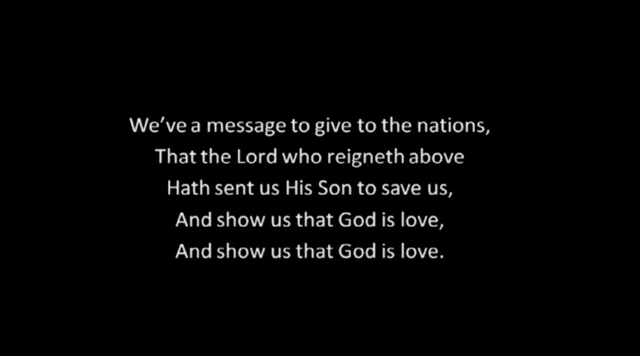 We've a message to give to the nations,
That the Lord who reigneth above
Hath sent us His Son to save us,
And show us that God is love,
And show us that God is love.